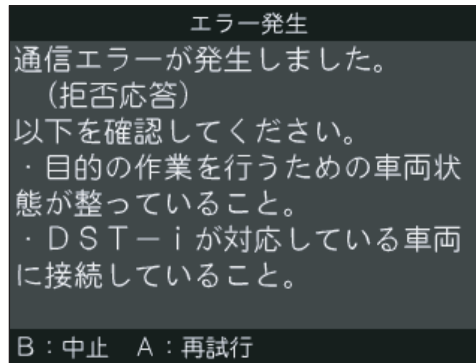 エラー発生
通信エラーが発生しました。
（拒否応答）
以下を確認してください。
・目的の作業を行うための車両状
態が整っていること。
・ＤＳＴ－ｉが対応している車両
に接続していること。
Ｂ：中止　Ａ：再試行